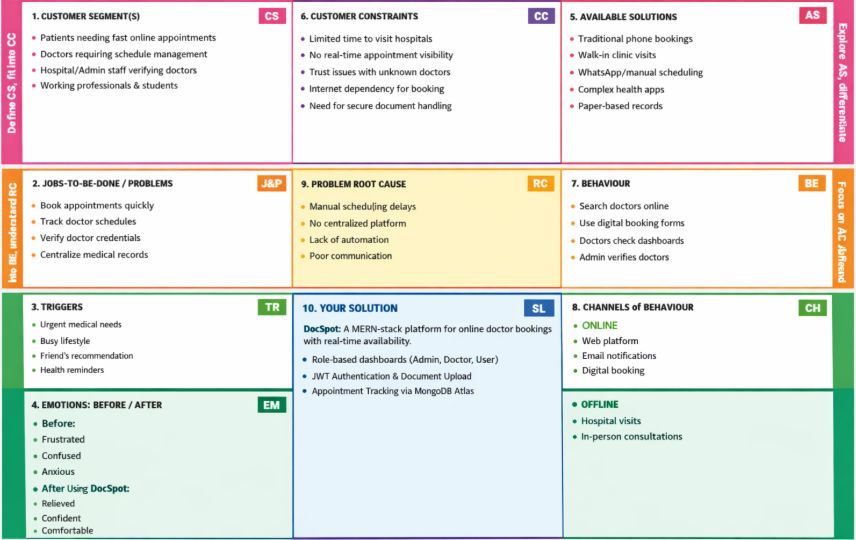 Define CS, fit into CC
1. CUSTOMER SEGMENT(S)
CS
Patients needing fast online appointments
Doctors requiring schedule management
Hospital/Admin staff verifying doctors
Working professionals & students
6. CUSTOMER CONSTRAINTS
CC
Limited time to visit hospitals
No real-time appointment visibility
Trust issues with unknown doctors
Internet dependency for booking
Need for secure document handling
5. AVAILABLE SOLUTIONS
AS
Traditional phone bookings
Walk-in clinic visits
WhatsApp/manual scheduling
Complex health apps
Paper-based records
Explore AS, differentiate
into BE, understand RC
2. JOBS-TO-BE-DONE / PROBLEMS
J&P
Book appointments quickly
Track doctor schedules
Verify doctor credentials
Centralize medical records
9. PROBLEM ROOT CAUSE
RC
Manual scheduling delays
No centralized platform
Lack of automation
Poor communication
7. BEHAVIOUR
BE
Search doctors online
Use digital booking forms
Doctors check dashboards
Admin verifies doctors
Focus on
3. TRIGGERS
TR
Urgent medical needs
Busy lifestyle
Friend's recommendation
Health reminders
4. EMOTIONS: BEFORE / AFTER
EM
Before:
Frustrated
Confused
Anxious
After Using DocSpot:
Relieved
Confident
Comfortable
10. YOUR SOLUTION
SL
DocSpot: A MERN-stack platform for online doctor bookings
with real-time availability.
Role-based dashboards (Admin, Doctor, User)
JWT Authentication & Document Upload
Appointment Tracking via MongoDB Atlas
8. CHANNELS of BEHAVIOUR
CH
ONLINE
Web platform
Email notifications
Digital booking
OFFLINE
Hospital visits
In-person consultations